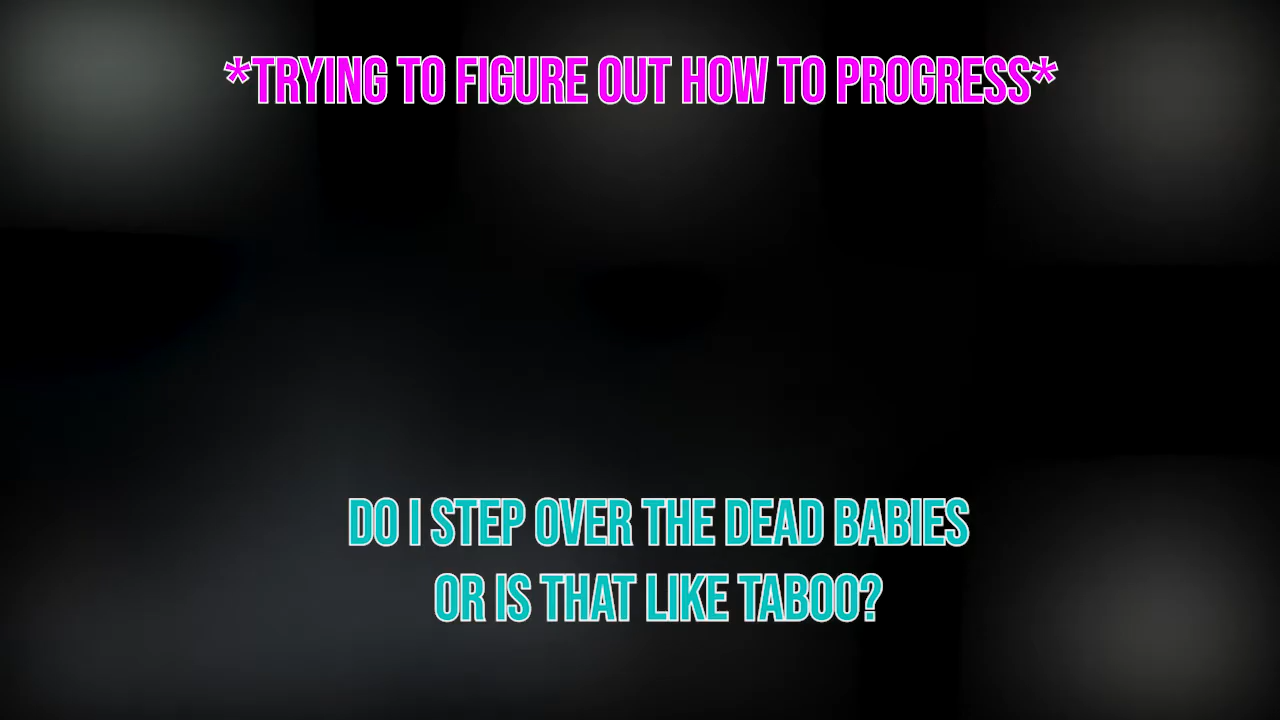 *TRYING TO FIGURE OUT HOW TO PROGRESS*
DO I STEP OVER THE DEAD BABIES
OR IS THAT LIKE TABOO?